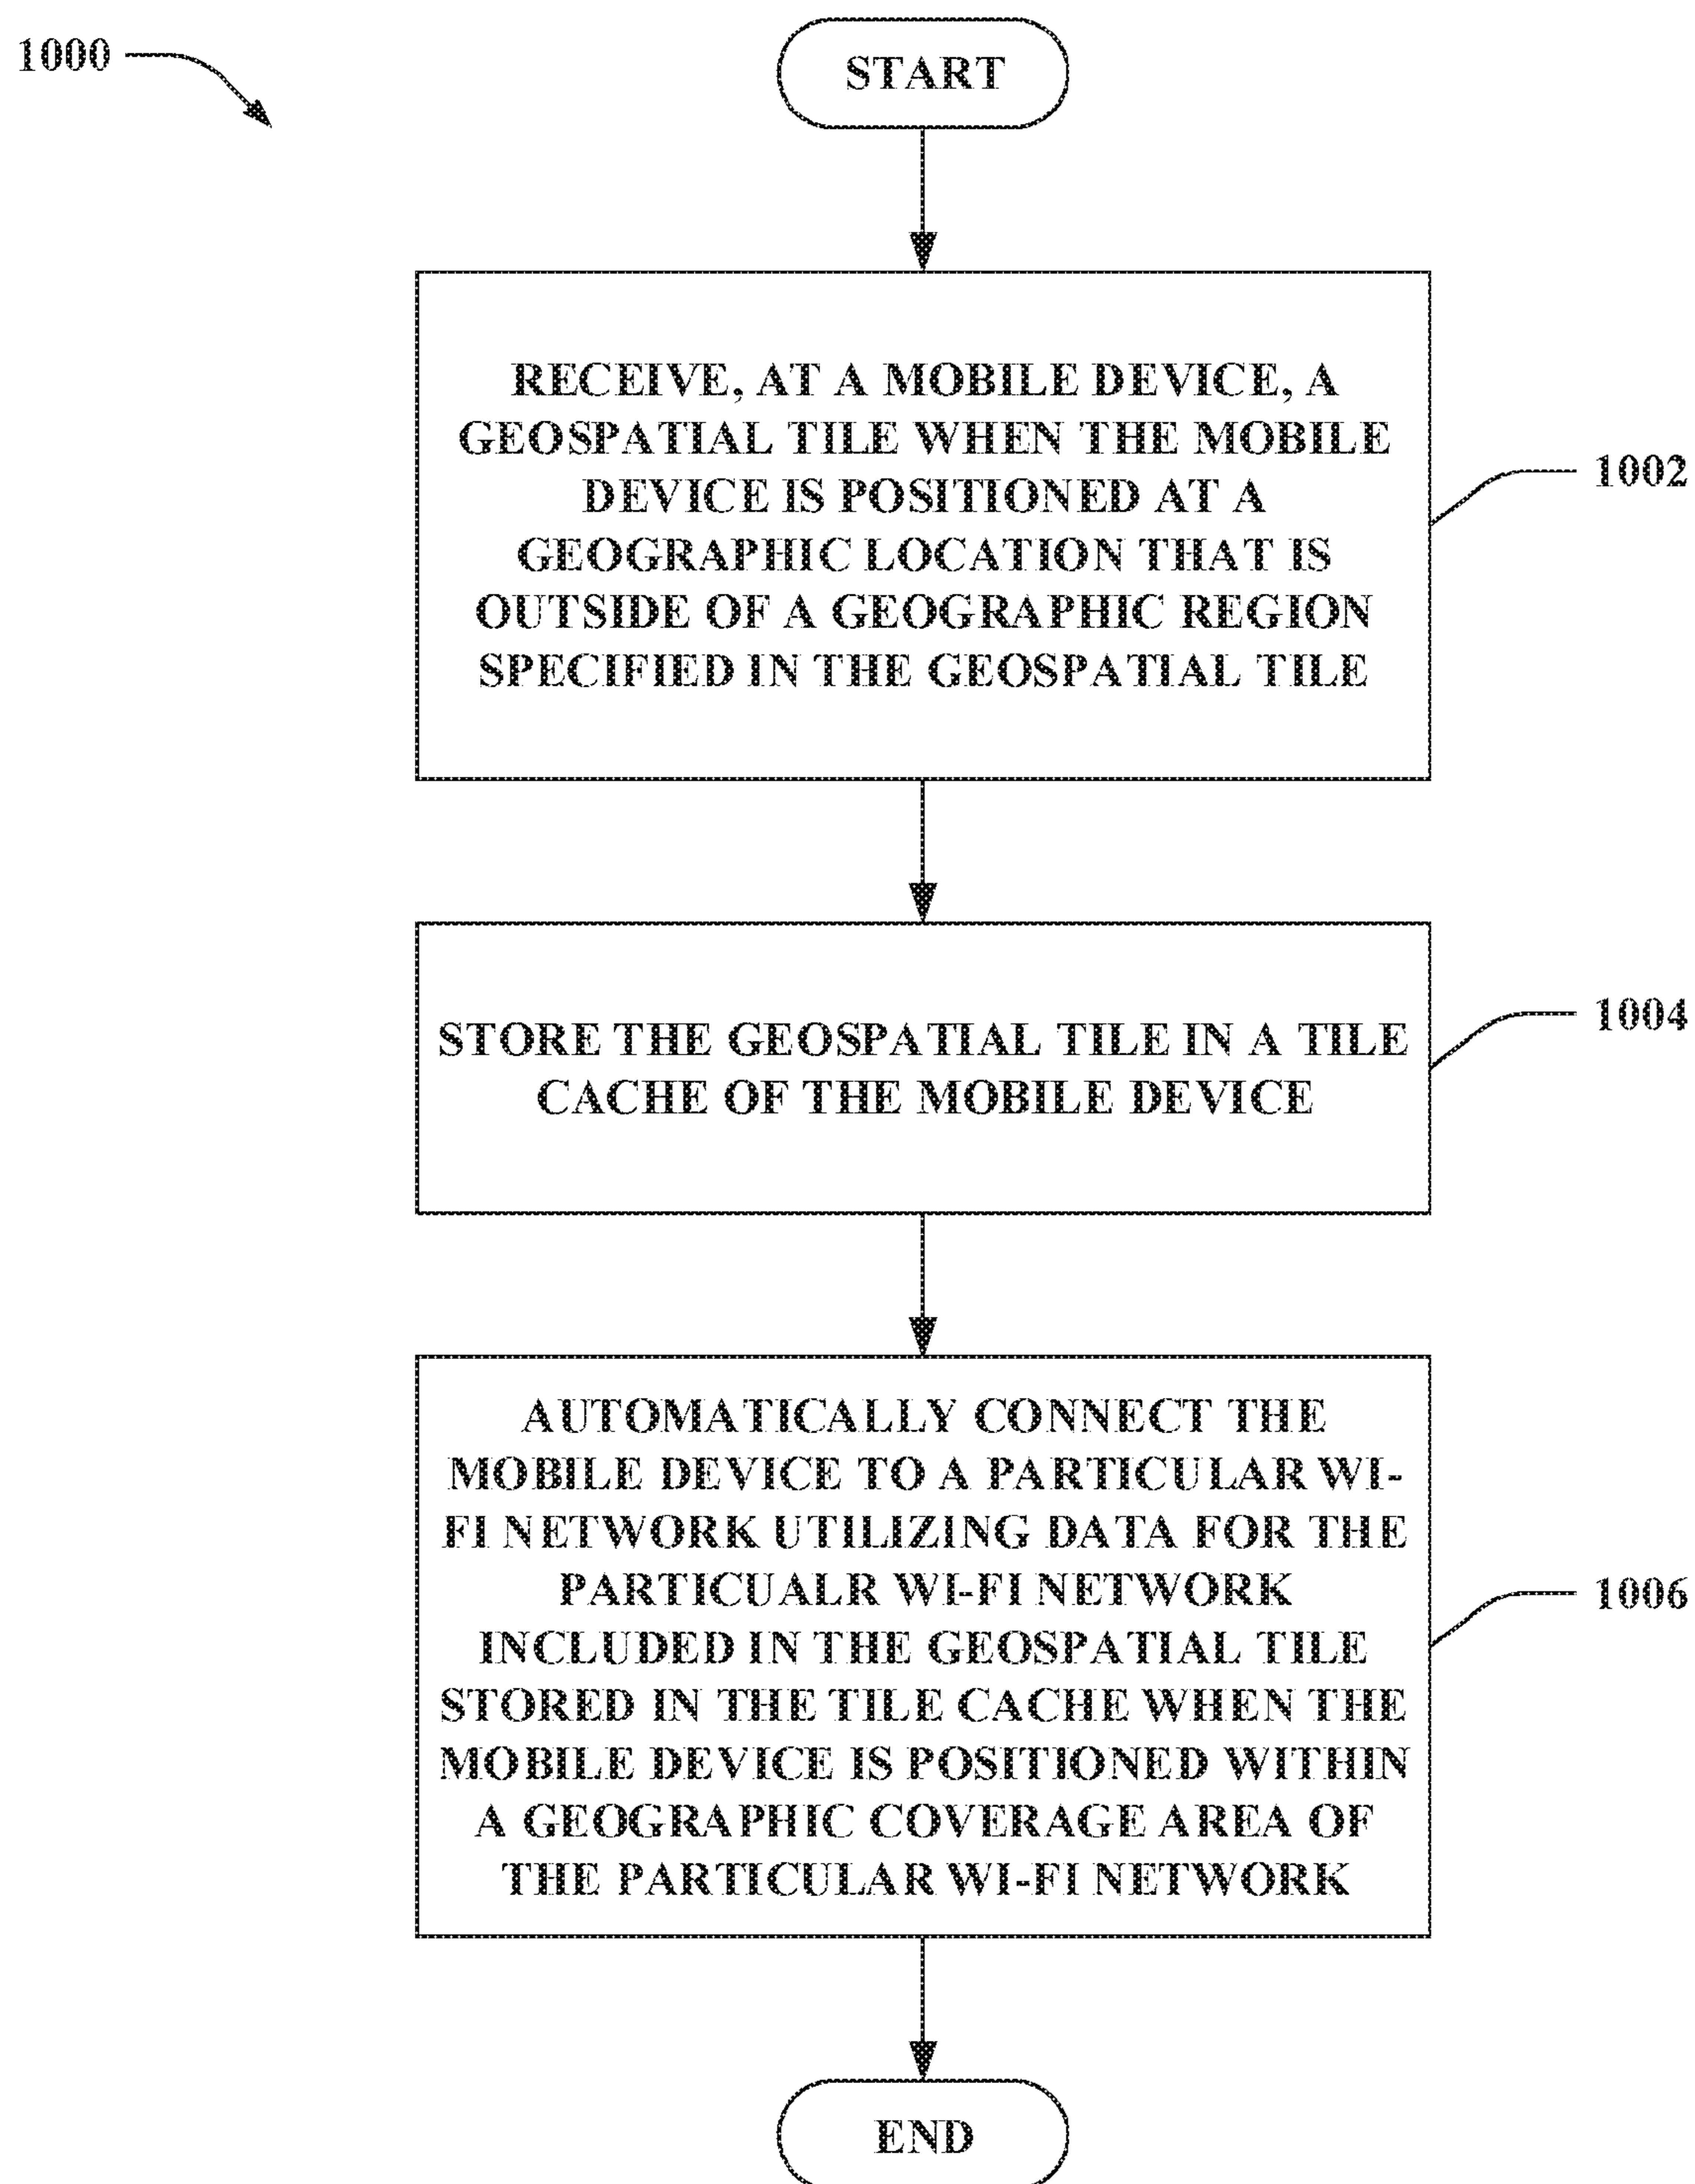 1000
START
RECEIVE, AT A MOBILE DEVICE, A
GEOSPATIAL TILE WHEN THE MOBILE
DEVICE IS POSITIONED AT A
GEOGRAPHIC LOCATION THAT IS
OUTSIDE OF A GEOGRAPHIC REGION
SPECIFIED IN THE GEOSPATIAL TILE
1002
STORE THE GEOSPATIAL TILE IN A TILE
CACHE OF THE MOBILE DEVICE
1004
AUTOMATICALLY CONNECT THE
MOBILE DEVICE TO A PARTICULAR WI-
FI NETWORK UTILIZING DATA FOR THE
PARTICUALR WI-FI NETWORK
INCLUDED IN THE GEOSPATIAL TILE
STORED IN THE TILE CACHE WHEN THE
MOBILE DEVICE IS POSITIONED WITHIN
A GEOGRAPHIC COVERAGE AREA OF
THE PARTICULAR WI-FI NETWORK
1006
END